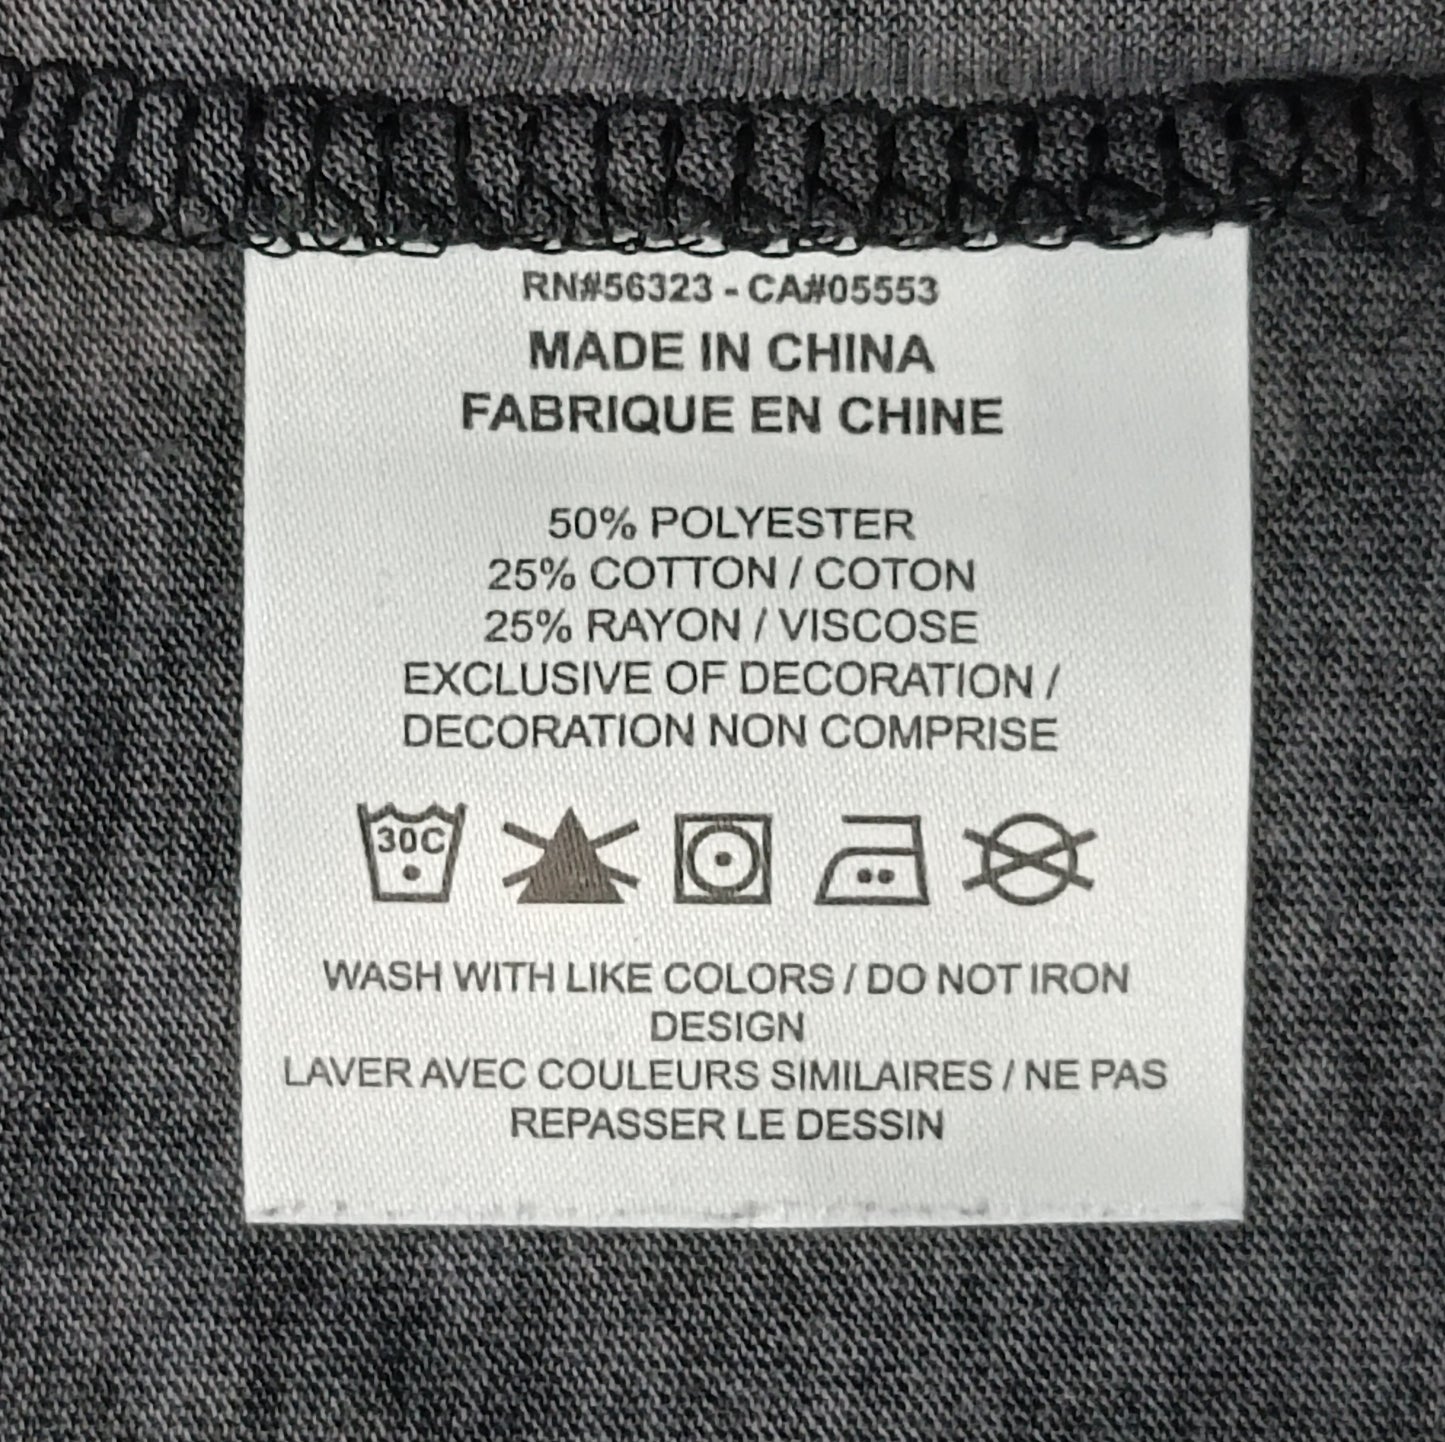 RN#56323 - CA#05553
MADE IN CHINA
FABRIQUE EN CHINE
50% POLYESTER
25% COTTON / COTON
25% RAYON / VISCOSE
EXCLUSIVE OF DECORATION /
DECORATION NON COMPRISE
30C
WASH WITH LIKE COLORS / DO NOT IRON
DESIGN
LAVER AVEC COULEURS SIMILAIRES / NE PAS
REPASSER LE DESSIN